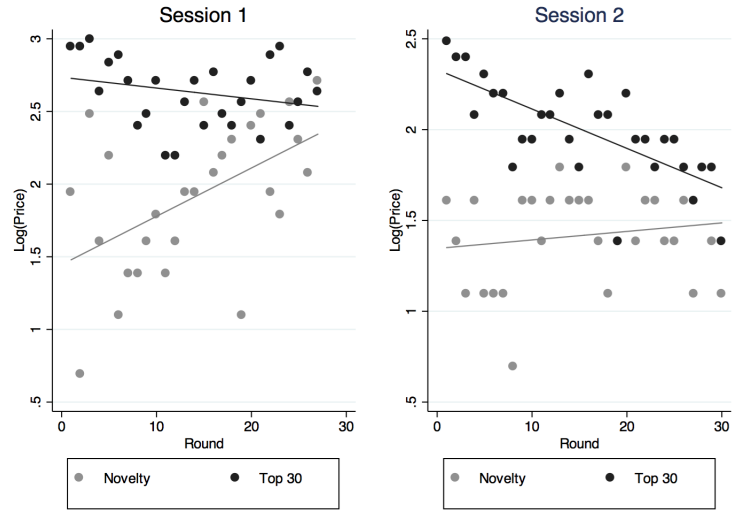 Session 1
3
2.5
2
1.5
1
.5
Log(Price)
0 10 20 30
Round
Novelty Top 30
Session 2
2.5
2
1.5
1
.5
Log(Price)
0 10 20 30
Round
Novelty Top 30